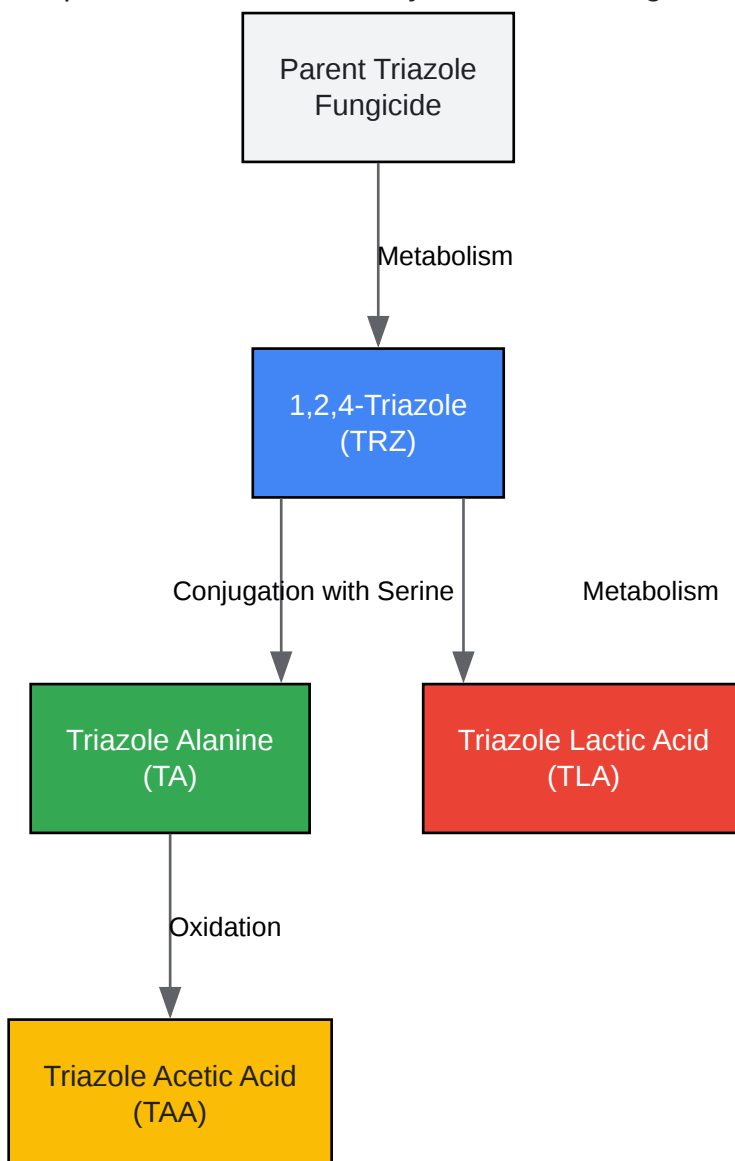 Parent Triazole
Fungicide
Metabolism
1,2,4-Triazole
(TRZ)
Conjugation with Serine
Metabolism
Triazole Alanine
(TA)
Triazole Lactic Acid
(TLA)
Oxidation
Triazole Acetic Acid
(TAA)